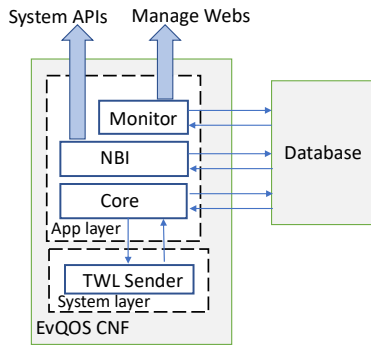 System APIs
Manage Webs
Monitor
NBI
Core
App layer
TWL Sender
System layer
EvQOS CNF
Database